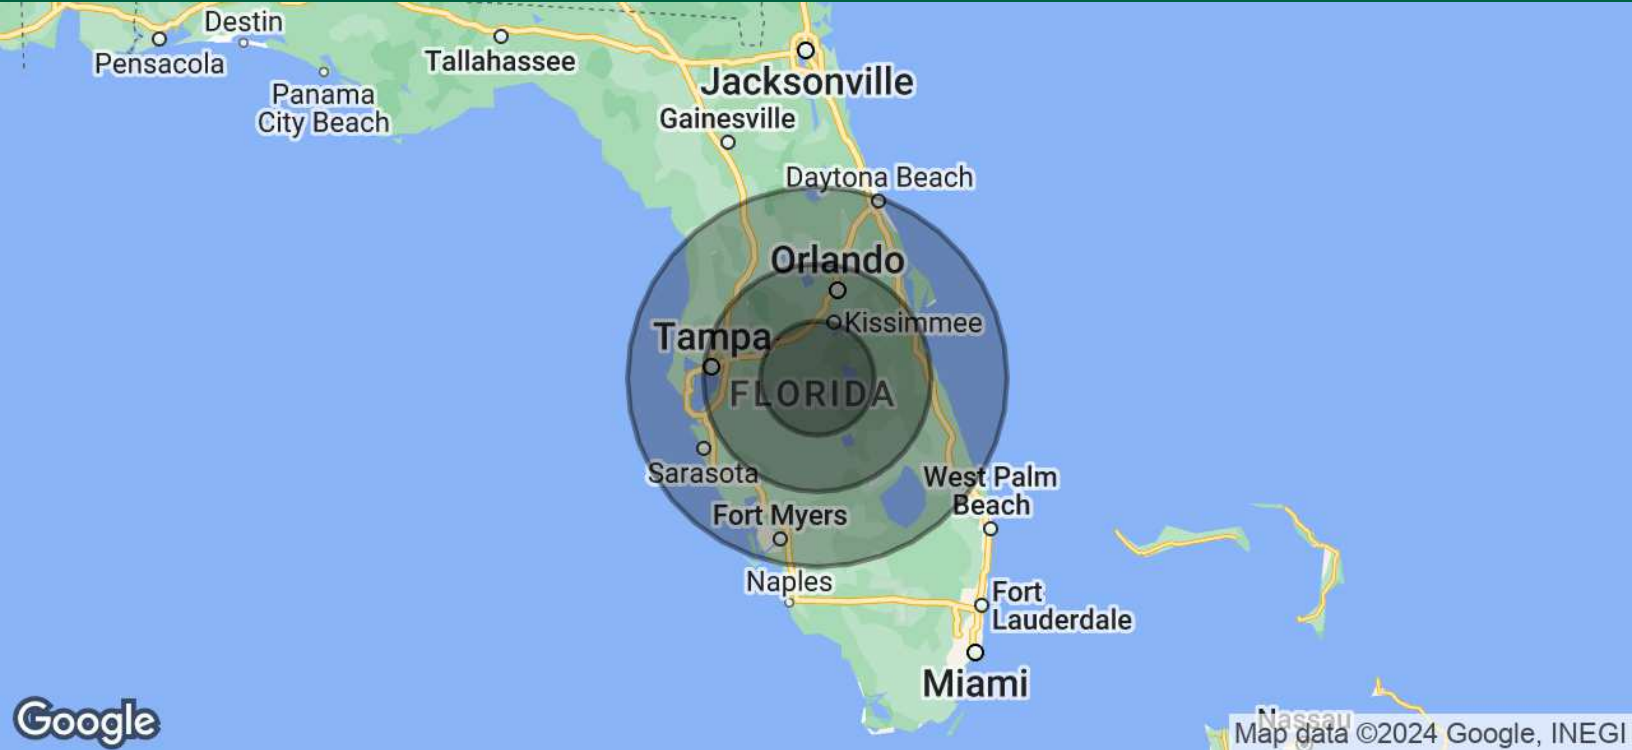 Destin
Pensacola
Tallahassee
Panama
City Beach
Jacksonville
Gainesville
Daytona Beach
Orlando
Kissimmee
Tampa
FLORIDA
Sarasota
West Palm
Beach
Fort Myers
Naples
Fort
Lauderdale
Miami
Nassau
Google
Map data ©2024 Google, INEGI